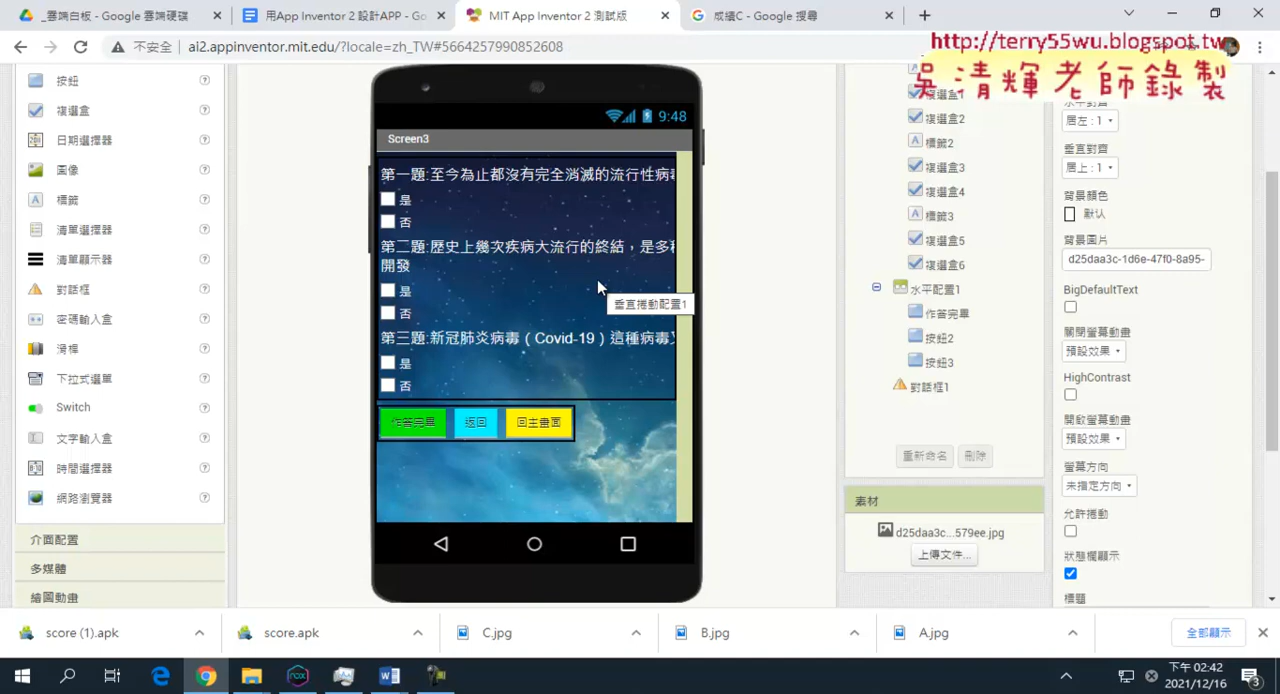 _雲端白板 - Google 雲端硬碟
用App Inventor 2 設計APP - Go
MIT App Inventor 2 測試版
成績C - Google 搜尋
不安全
ai2.appinventor.mit.edu/?locale=zh_TW#5664257990852608
http://terry55wu.blogspot.tw
吳清輝老師錄製
按鈕
複選盒
日期選擇器
圖像
標籤
清單選擇器
清單顯示器
對話框
密碼輸入盒
滑桿
下拉式選單
Switch
文字輸入盒
時間選擇器
網路瀏覽器
介面配置
多媒體
繪圖動畫
9:48
Screen3
第一題:至今為止都沒有完全消滅的流行性病毒
是
否
第二題:歷史上幾次疾病大流行的終結，是多種
開發
是
否
垂直捲動配置1
第三題:新冠肺炎病毒（Covid-19）這種病毒又
是
否
作答完畢
返回
回主畫面
複選盒1
複選盒2
標籤2
複選盒3
複選盒4
標籤3
複選盒5
複選盒6
水平配置1
作答完畢
按鈕2
按鈕3
對話框1
重新命名
刪除
素材
d25daa3c...579ee.jpg
上傳文件...
水平對齊
居左 : 1
垂直對齊
居上 : 1
背景顏色
默认
背景圖片
d25daa3c-1d6e-47f0-8a95-
BigDefaultText
關閉螢幕動畫
預設效果
HighContrast
開啟螢幕動畫
預設效果
螢幕方向
未指定方向
允許捲動
狀態欄顯示
標題
score (1).apk
score.apk
C.jpg
B.jpg
A.jpg
全部顯示
下午 02:42
2021/12/16
3